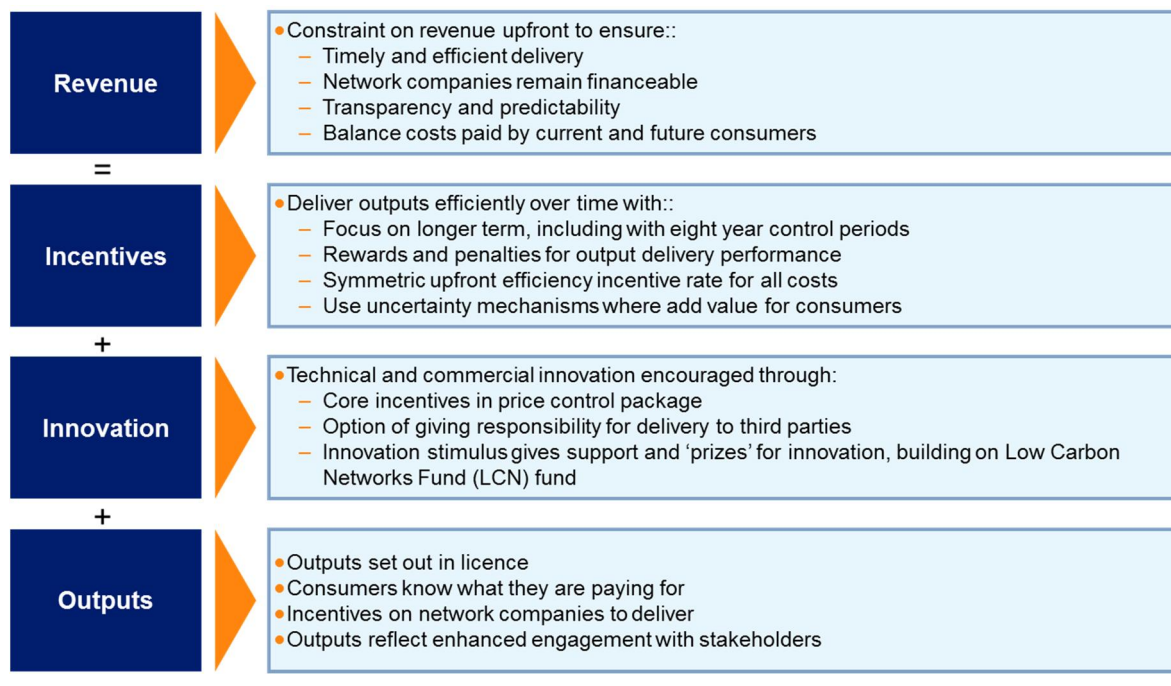 Revenue
● Constraint on revenue upfront to ensure::
– Timely and efficient delivery
– Network companies remain financeable
– Transparency and predictability
– Balance costs paid by current and future consumers
=
Incentives
● Deliver outputs efficiently over time with::
– Focus on longer term, including with eight year control periods
– Rewards and penalties for output delivery performance
– Symmetric upfront efficiency incentive rate for all costs
– Use uncertainty mechanisms where add value for consumers
+
Innovation
● Technical and commercial innovation encouraged through:
– Core incentives in price control package
– Option of giving responsibility for delivery to third parties
– Innovation stimulus gives support and ‘prizes’ for innovation, building on Low Carbon
Networks Fund (LCN) fund
+
Outputs
● Outputs set out in licence
● Consumers know what they are paying for
● Incentives on network companies to deliver
● Outputs reflect enhanced engagement with stakeholders